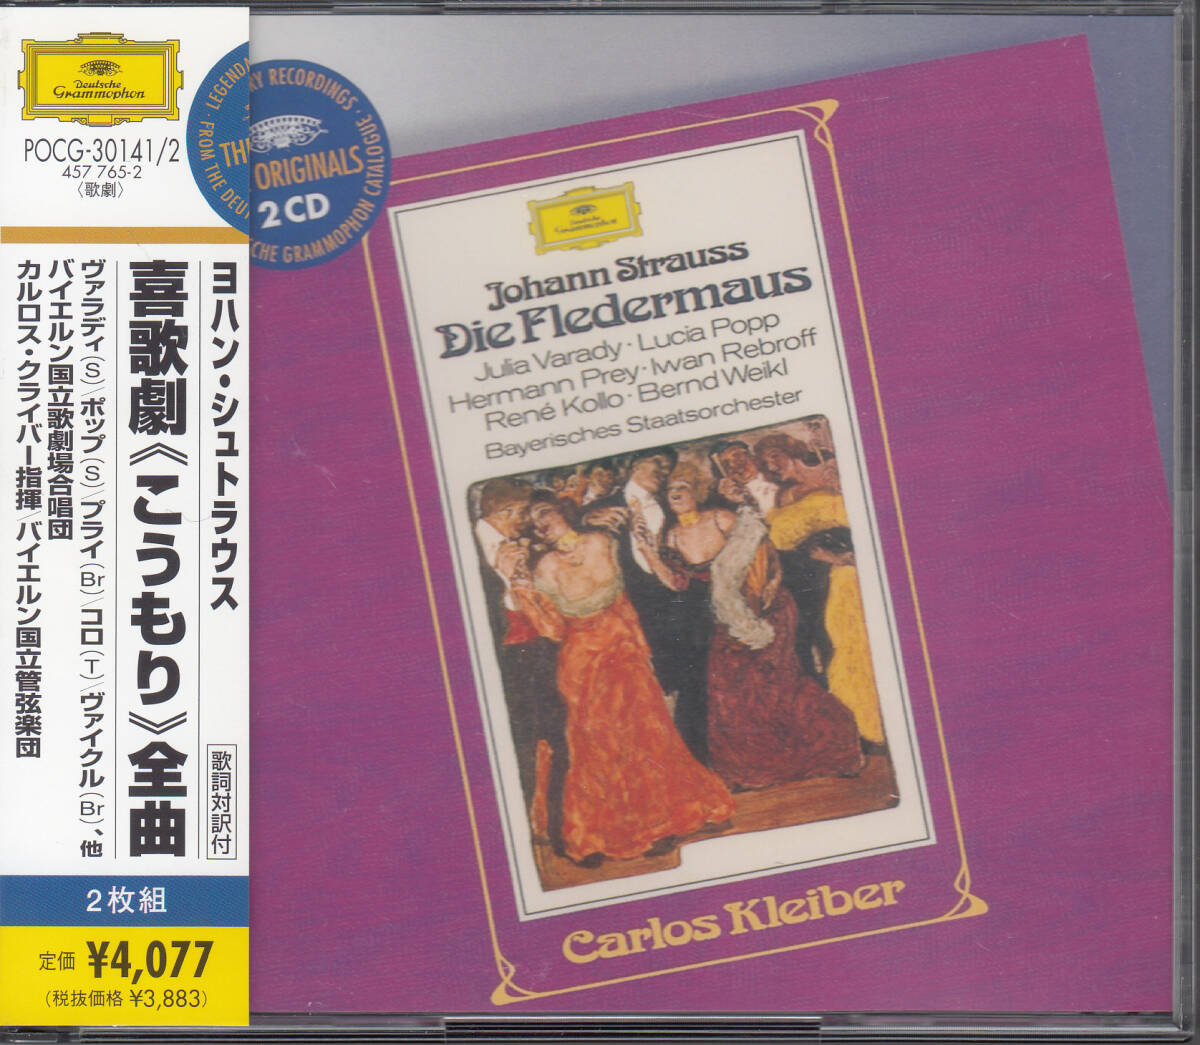 Deutsche
Grammophon
POCG-30141/2
457 765-2
〈歌劇〉
ヨハン・シュトラウス
喜歌劇《こうもり》全曲
歌詞対訳付
ヴァラディ(S)/ポップ(S)/プライ(Br)/コロ(T)/ヴァイクル(Br)、他
バイエルン国立歌劇場合唱団
カルロス・クライバー指揮/バイエルン国立管弦楽団
2枚組
定価 ¥4,077
(税抜価格 ¥3,883)
LEGENDA
RY RECORDINGS ·
FROM THE DEU
SCHE GRAMMOPHON CATALOGUE ·
THE
ORIGINALS
2 CD
Deutsche
Grammophon
Johann Strauss
Die Fledermaus
Julia Varady · Lucia Popp
Hermann Prey · Iwan Rebroff
René Kollo · Bernd Weikl
Bayerisches Staatsorchester
Carlos Kleiber